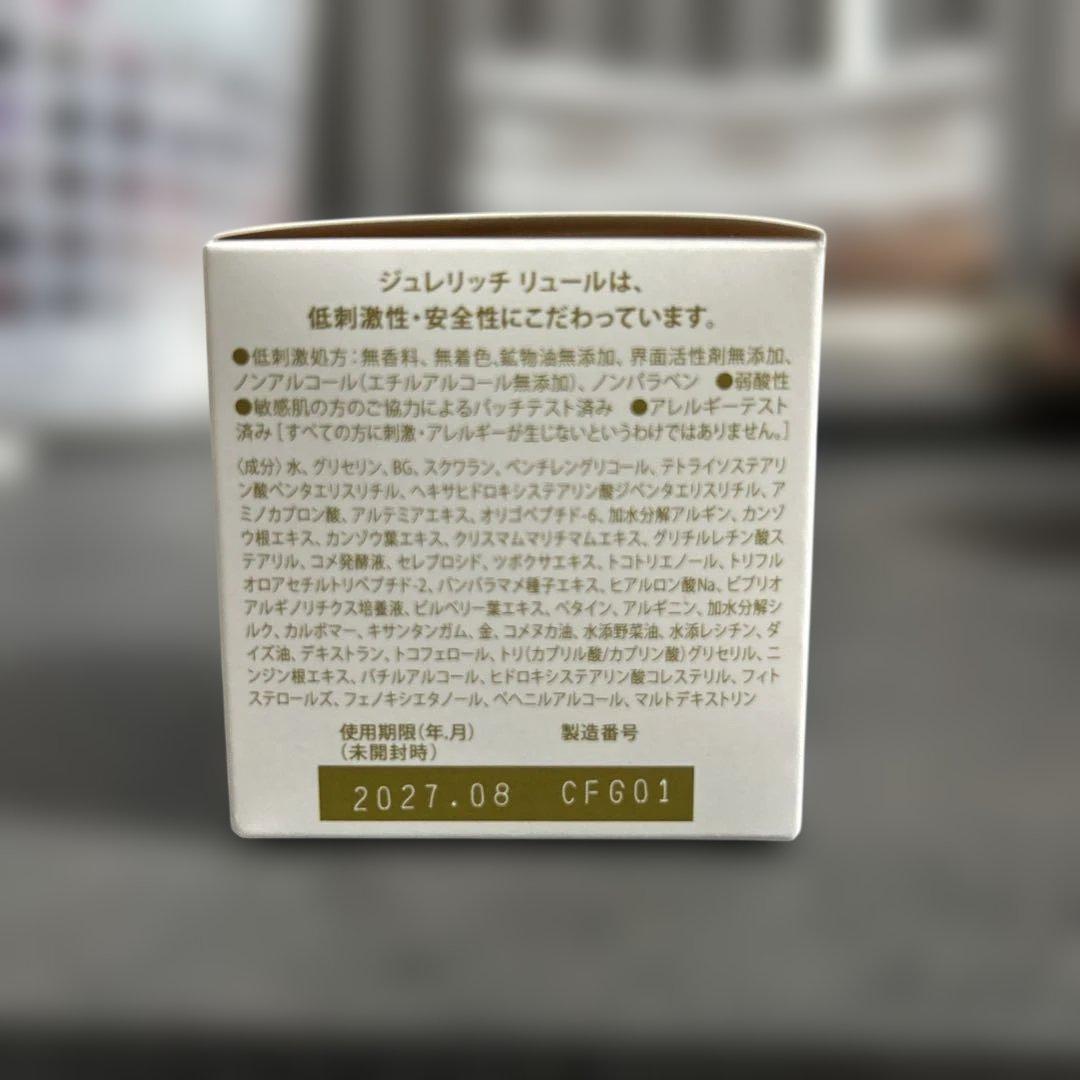 ジュレリッチ リュールは、
低刺激性・安全性にこだわっています。
●低刺激処方：無香料、無着色、鉱物油無添加、界面活性剤無添加、
ノンアルコール（エチルアルコール無添加）、ノンパラベン ●弱酸性
●敏感肌の方のご協力によるパッチテスト済み ●アレルギーテスト
済み［すべての方に刺激・アレルギーが生じないというわけではありません。］
〈成分〉水、グリセリン、BG、スクワラン、ペンチレングリコール、テトライソステアリ
ン酸ペンタエリスリチル、ヘキサヒドロキシステアリン酸ジペンタエリスリチル、ア
ミノカプロン酸、アルテミアエキス、オリゴペプチド-6、加水分解アルギン、カンゾ
ウ根エキス、カンゾウ葉エキス、クリスマムマリチマムエキス、グリチルレチン酸ス
テアリル、コメ発酵液、セレブロシド、ツボクサエキス、トコトリエノール、トリフル
オロアセチルトリペプチド-2、バンバラマメ種子エキス、ヒアルロン酸Na、ビブリオ
アルギノリチクス培養液、ビルベリー葉エキス、ベタイン、アルギニン、加水分解シ
ルク、カルボマー、キサンタンガム、金、コメヌカ油、水添野菜油、水添レシチン、ダ
イズ油、デキストラン、トコフェロール、トリ（カプリル酸/カプリン酸）グリセリル、ニ
ンジン根エキス、バチルアルコール、ヒドロキシステアリン酸コレステリル、フィト
ステロールズ、フェノキシエタノール、ベヘニルアルコール、マルトデキストリン
使用期限（年.月） 製造番号
（未開封時）
2027.08 CFG01